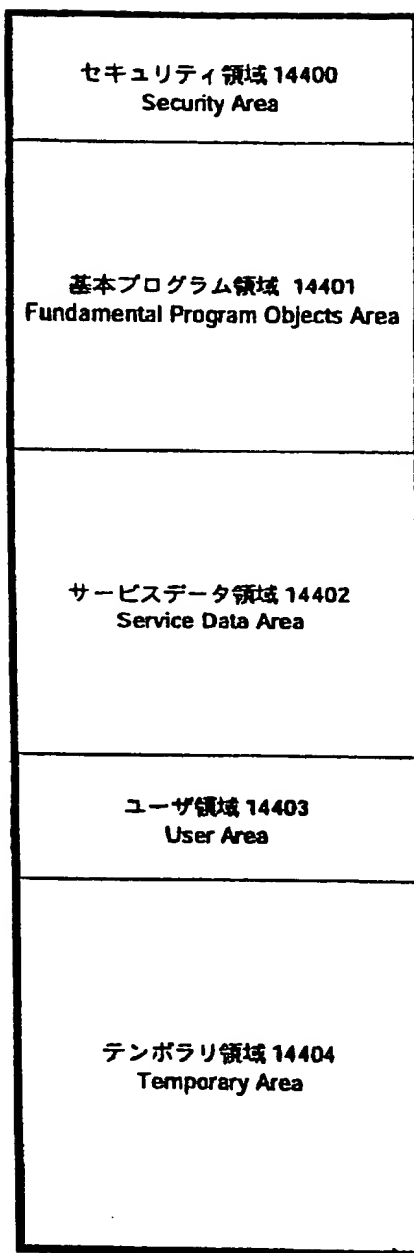 セキュリティ領域 14400
Security Area
基本プログラム領域 14401
Fundamental Program Objects Area
サービスデータ領域 14402
Service Data Area
ユーザ領域 14403
User Area
テンポラリ領域 14404
Temporary Area